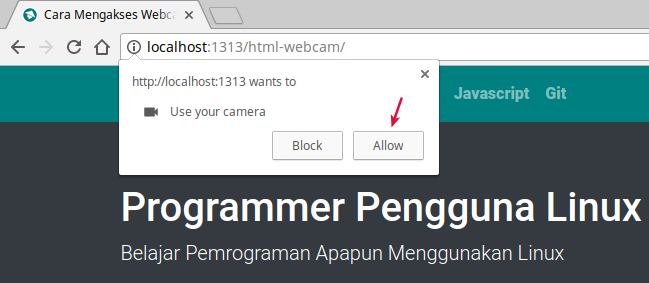 Cara Mengakses Webca
localhost:1313/html-webcam/
http://localhost:1313 wants to
Use your camera
Block Allow
Javascript Git
Programmer Pengguna Linux
Belajar Pemrograman Apapun Menggunakan Linux